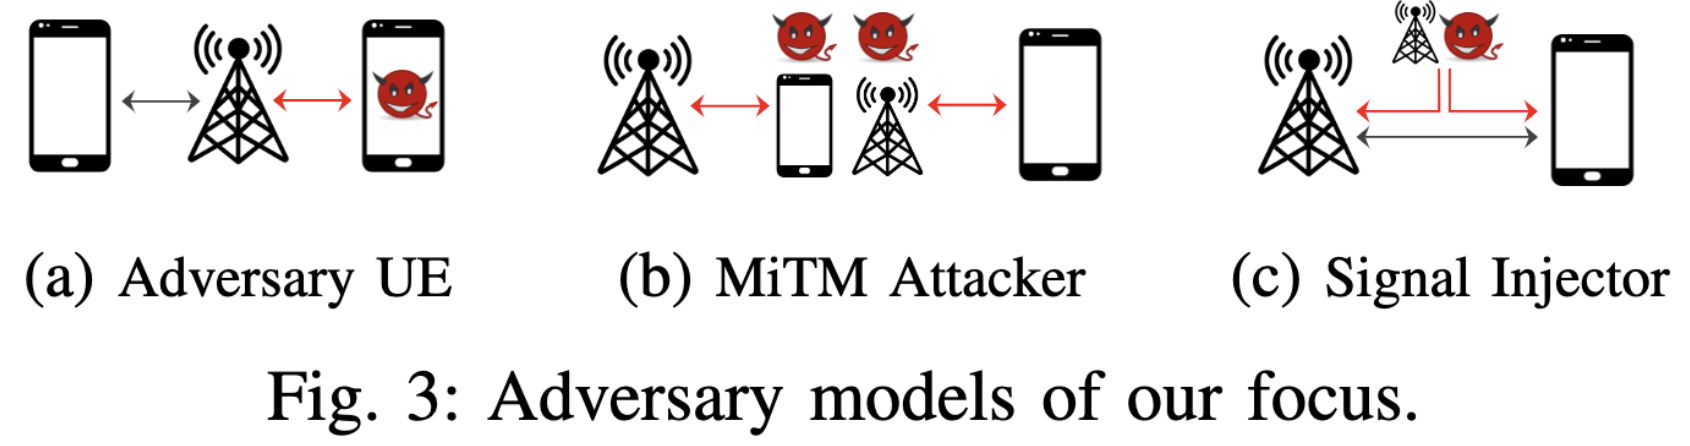 (a) Adversary UE
(b) MiTM Attacker
(c) Signal Injector
Fig. 3: Adversary models of our focus.